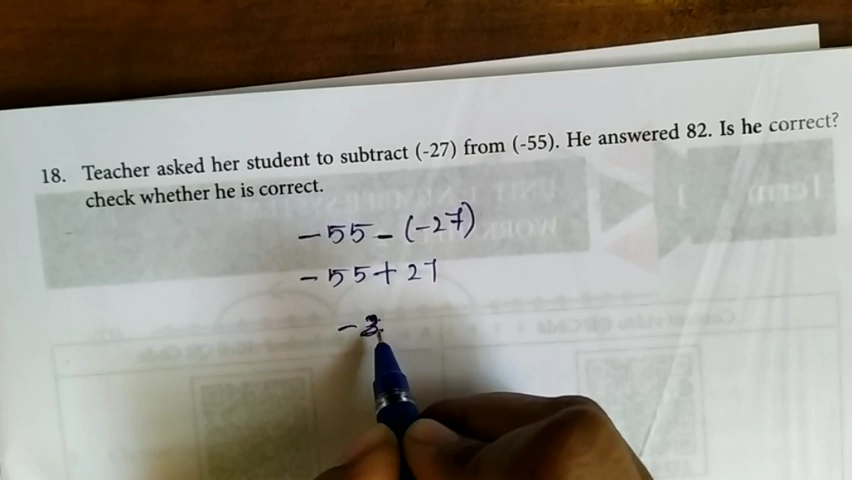 18. Teacher asked her student to subtract (-27) from (-55). He answered 82. Is he correct?
check whether he is correct.
-55-(-27)
-55+27